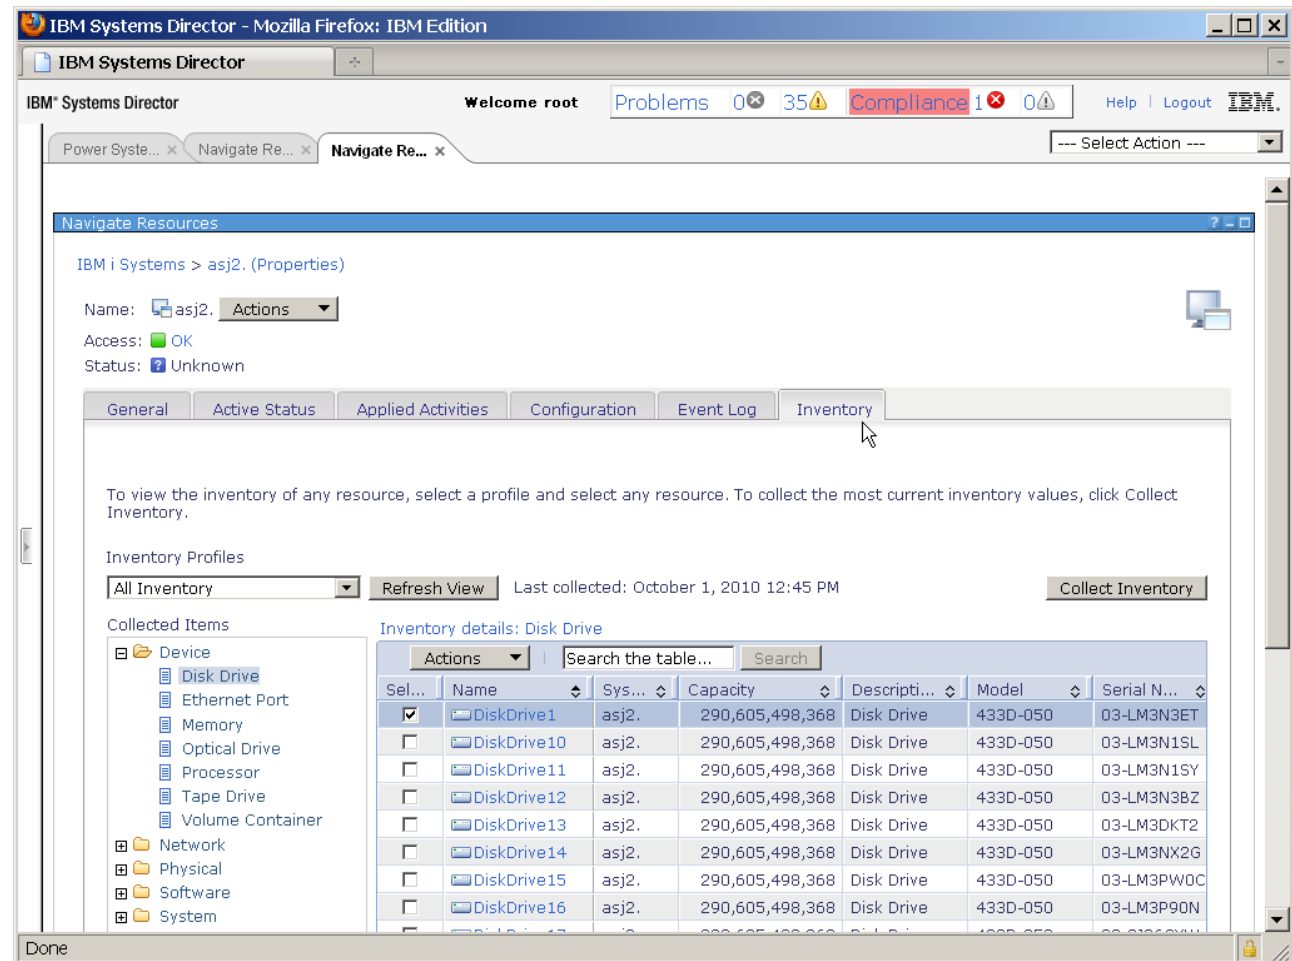 IBM Systems Director - Mozilla Firefox: IBM Edition
IBM Systems Director
IBM® Systems Director Welcome root Problems 0 35 Compliance 1 0 Help Logout IBM.
Power Syste... Navigate Re... Navigate Re... --- Select Action ---
Navigate Resources
IBM i Systems > asj2. (Properties)
Name: asj2. Actions
Access: OK
Status: Unknown
General Active Status Applied Activities Configuration Event Log Inventory
To view the inventory of any resource, select a profile and select any resource. To collect the most current inventory values, click Collect
Inventory.
Inventory Profiles
All Inventory Refresh View Last collected: October 1, 2010 12:45 PM Collect Inventory
Collected Items
Device
Disk Drive
Ethernet Port
Memory
Optical Drive
Processor
Tape Drive
Volume Container
Network
Physical
Software
System
Inventory details: Disk Drive
Actions Search the table... Search
Sel... Name Sys... Capacity Descripti... Model Serial N...
DiskDrive1 asj2. 290,605,498,368 Disk Drive 433D-050 03-LM3N3ET
DiskDrive10 asj2. 290,605,498,368 Disk Drive 433D-050 03-LM3N1SL
DiskDrive11 asj2. 290,605,498,368 Disk Drive 433D-050 03-LM3N1SY
DiskDrive12 asj2. 290,605,498,368 Disk Drive 433D-050 03-LM3N3BZ
DiskDrive13 asj2. 290,605,498,368 Disk Drive 433D-050 03-LM3DKT2
DiskDrive14 asj2. 290,605,498,368 Disk Drive 433D-050 03-LM3NX2G
DiskDrive15 asj2. 290,605,498,368 Disk Drive 433D-050 03-LM3PW0C
DiskDrive16 asj2. 290,605,498,368 Disk Drive 433D-050 03-LM3P90N
Done